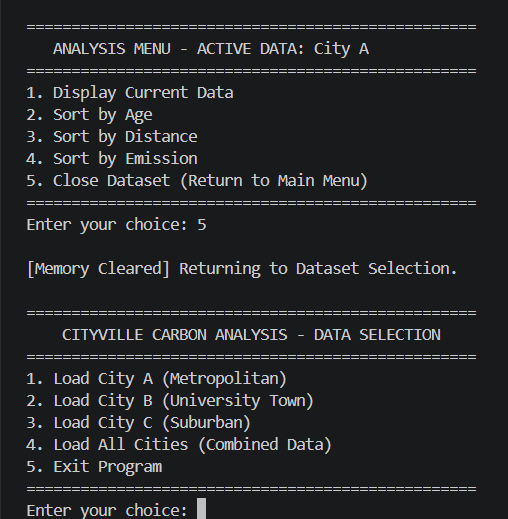 ==================================================
ANALYSIS MENU - ACTIVE DATA: City A
==================================================
1. Display Current Data
2. Sort by Age
3. Sort by Distance
4. Sort by Emission
5. Close Dataset (Return to Main Menu)
==================================================
Enter your choice: 5
[Memory Cleared] Returning to Dataset Selection.
==================================================
CITYVILLE CARBON ANALYSIS - DATA SELECTION
==================================================
1. Load City A (Metropolitan)
2. Load City B (University Town)
3. Load City C (Suburban)
4. Load All Cities (Combined Data)
5. Exit Program
==================================================
Enter your choice: